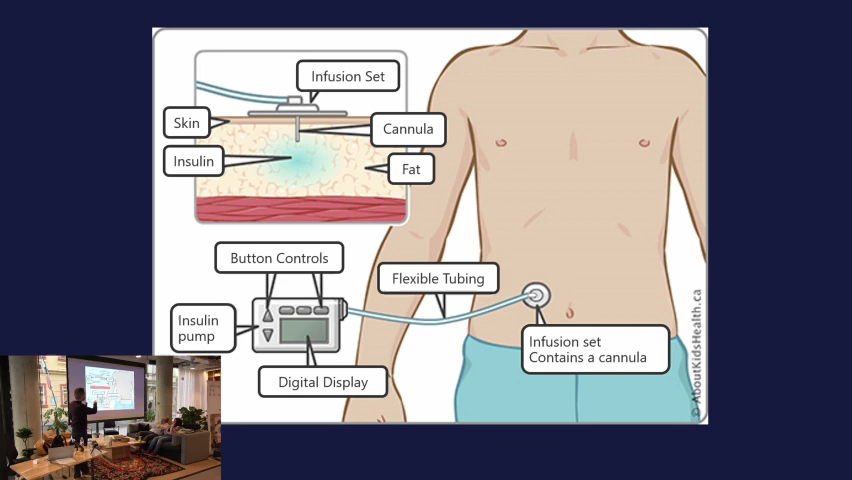 Infusion Set
Skin
Cannula
Insulin
Fat
Button Controls
Flexible Tubing
Insulin
pump
Infusion set
Contains a cannula
Digital Display
© AboutKidsHealth.ca